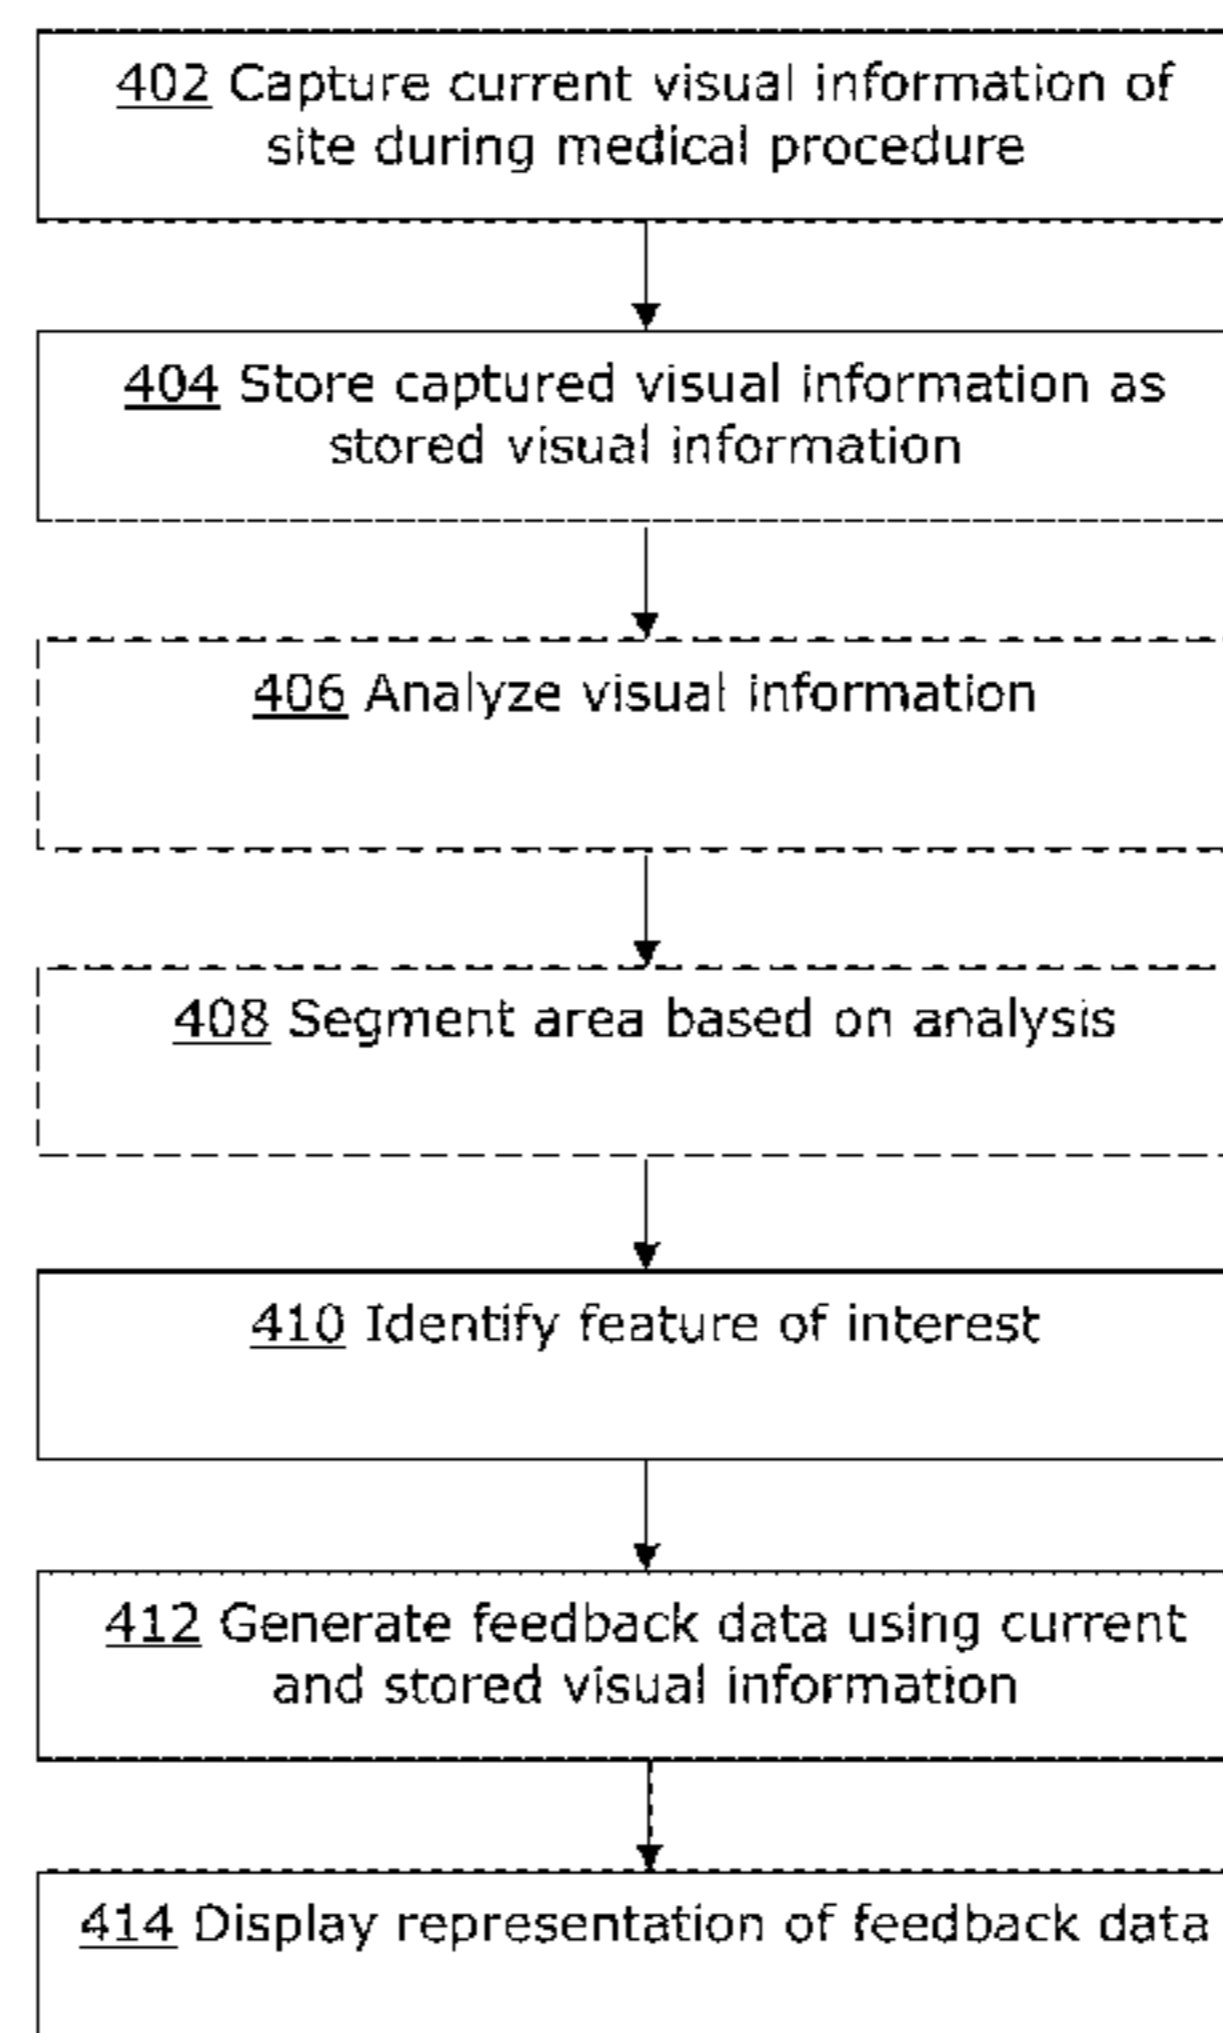 402 Capture current visual information of
site during medical procedure
404 Store captured visual information as
stored visual information
406 Analyze visual information
408 Segment area based on analysis
410 Identify feature of interest
412 Generate feedback data using current
and stored visual information
414 Display representation of feedback data